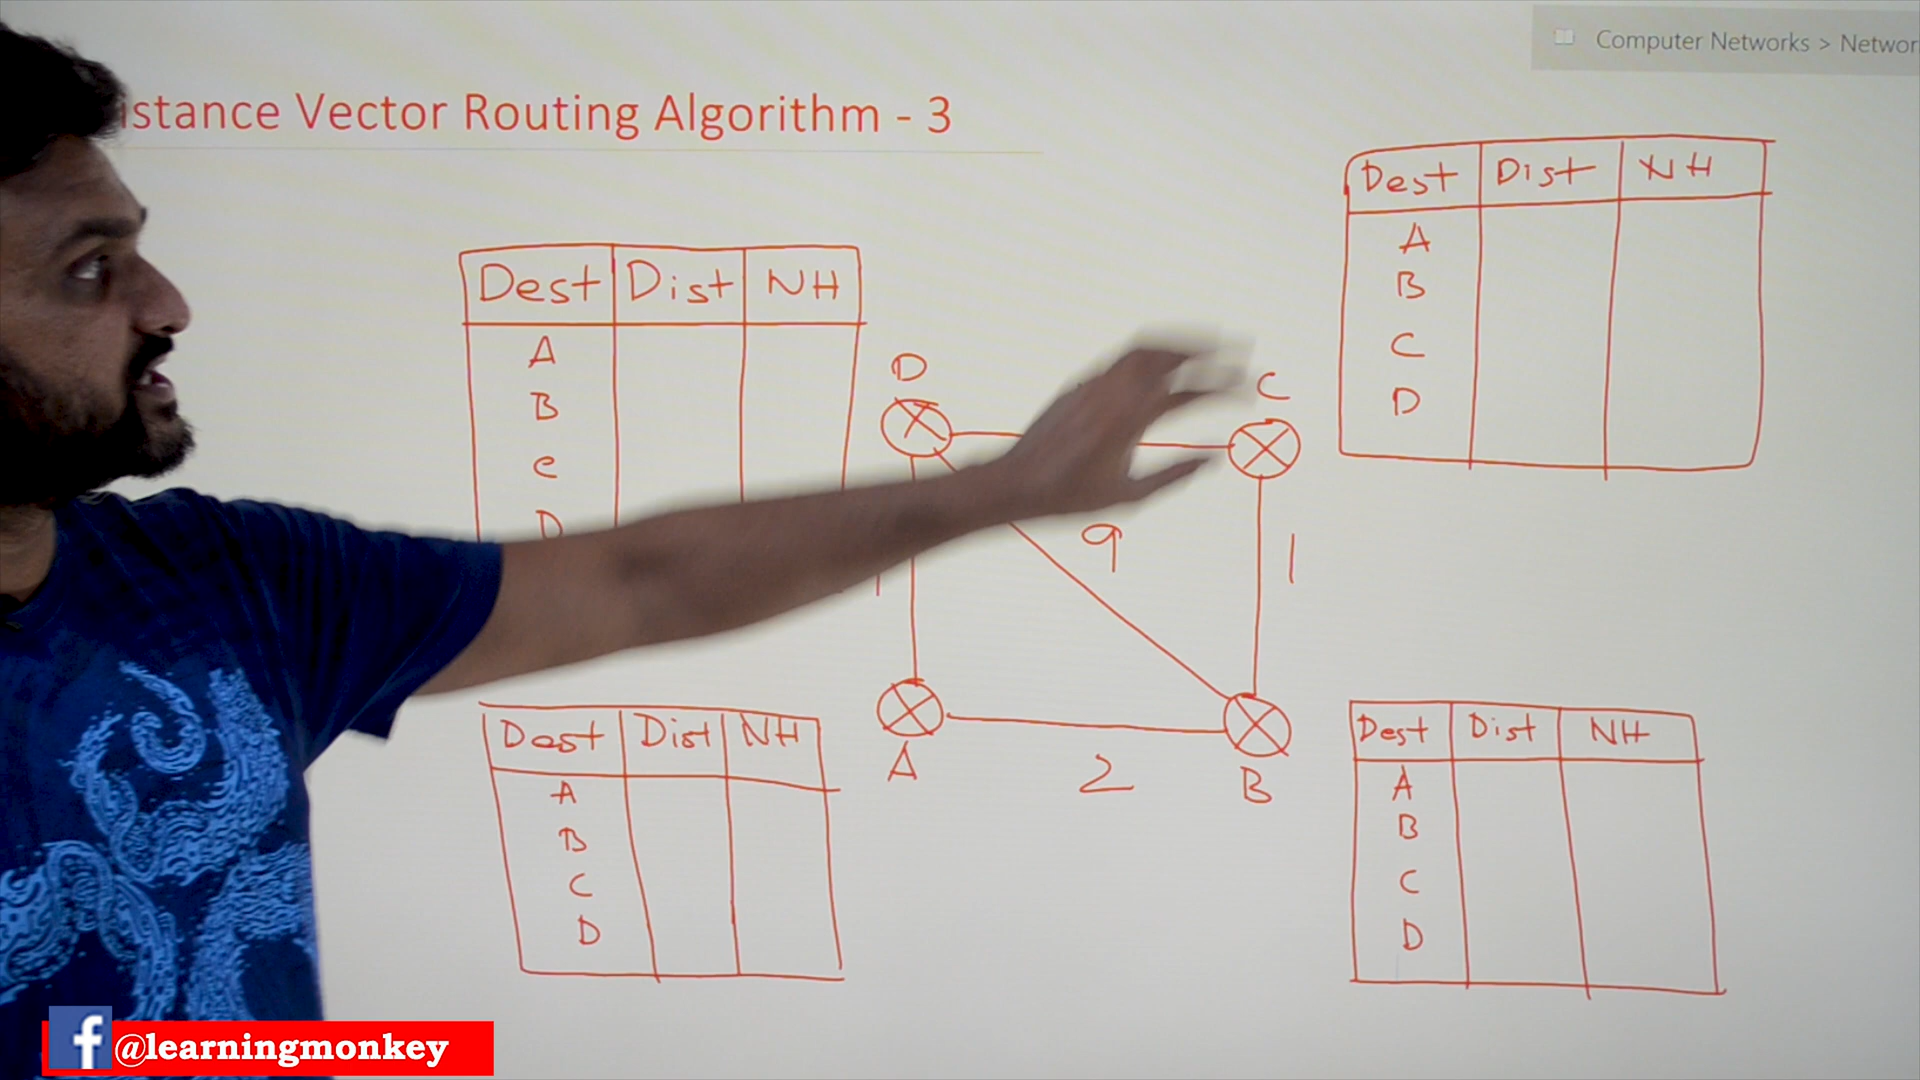 Computer Networks > Networ
istance Vector Routing Algorithm - 3
Dest Dist NH
A
B
C
D
Dest Dist NH
A
B
C
D
D
C
9
1
1
A
B
2
Dest Dist NH
A
B
C
D
Dest Dist NH
A
B
C
D
f @learningmonkey